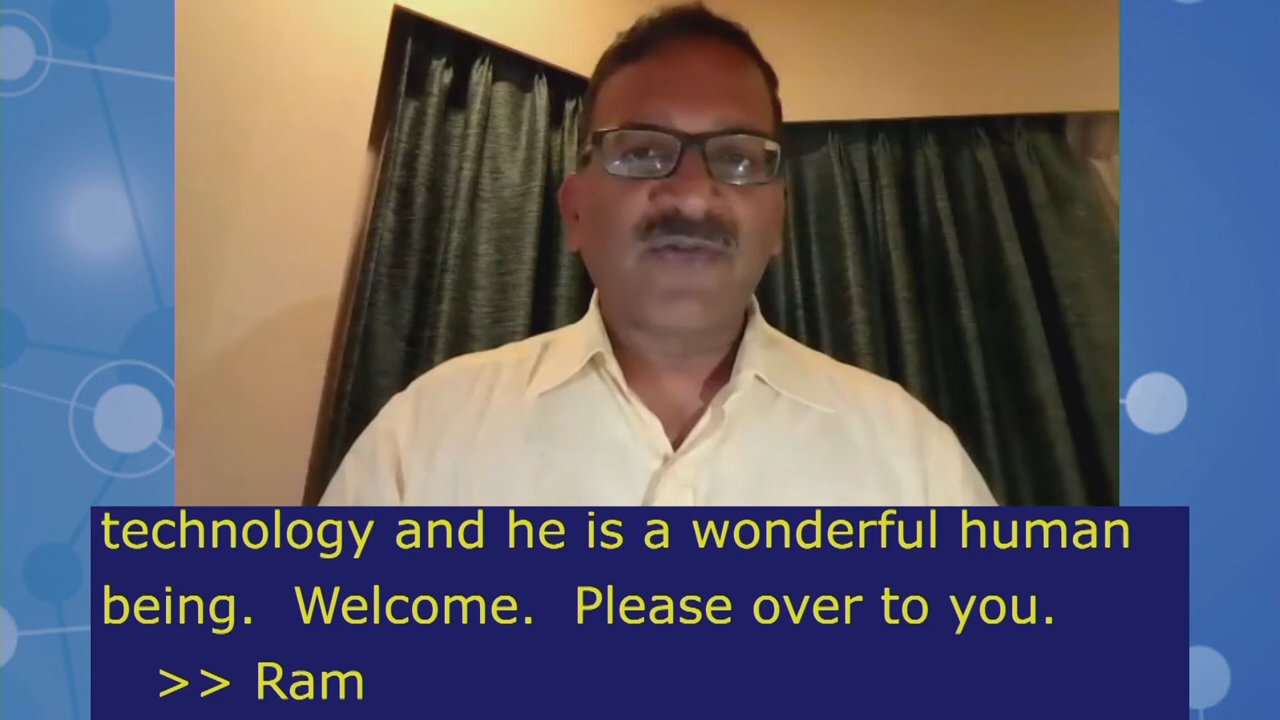 technology and he is a wonderful human
being.  Welcome.  Please over to you.
>> Ram